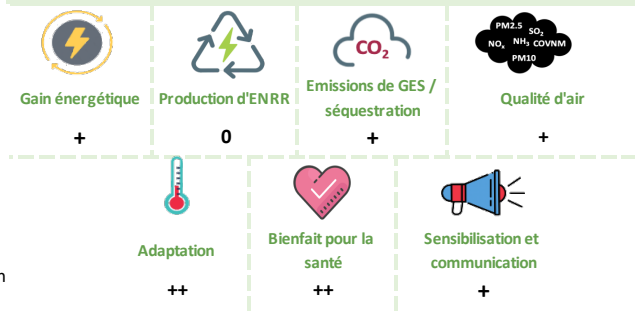 PM2.5 SO₂
NOₓ NH₃ COVNM
PM10
CO₂
Gain énergétique
Production d'ENRR
Emissions de GES /
séquestration
Qualité d'air
+
0
+
+
Adaptation
Bienfait pour la
santé
Sensibilisation et
communication
n
++
++
+